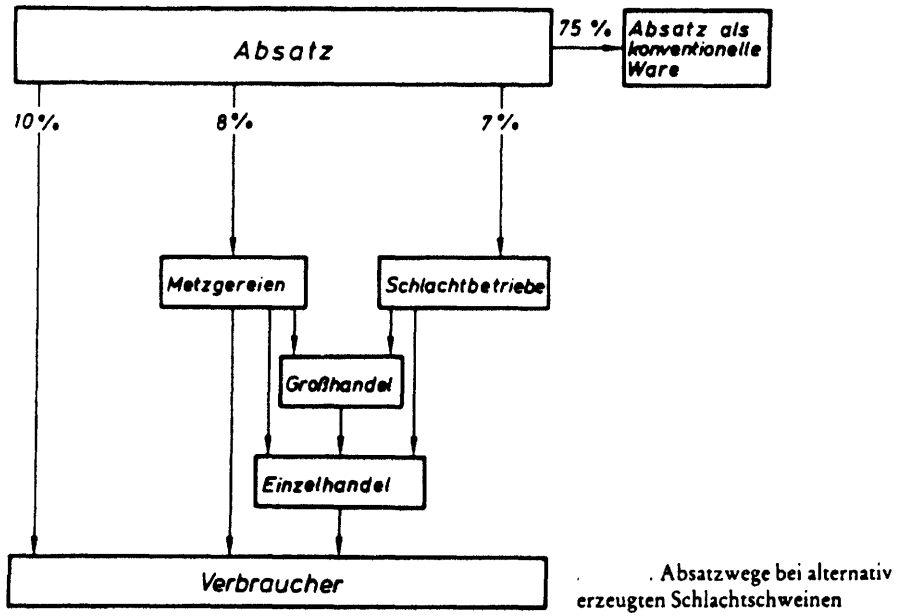 Absatz
75 %
Absatz als
konventionelle
Ware
10 %
8 %
7 %
Metzgereien
Schlachtbetriebe
Großhandel
Einzelhandel
Verbraucher
. . Absatzwege bei alternativ
erzeugten Schlachtschweinen